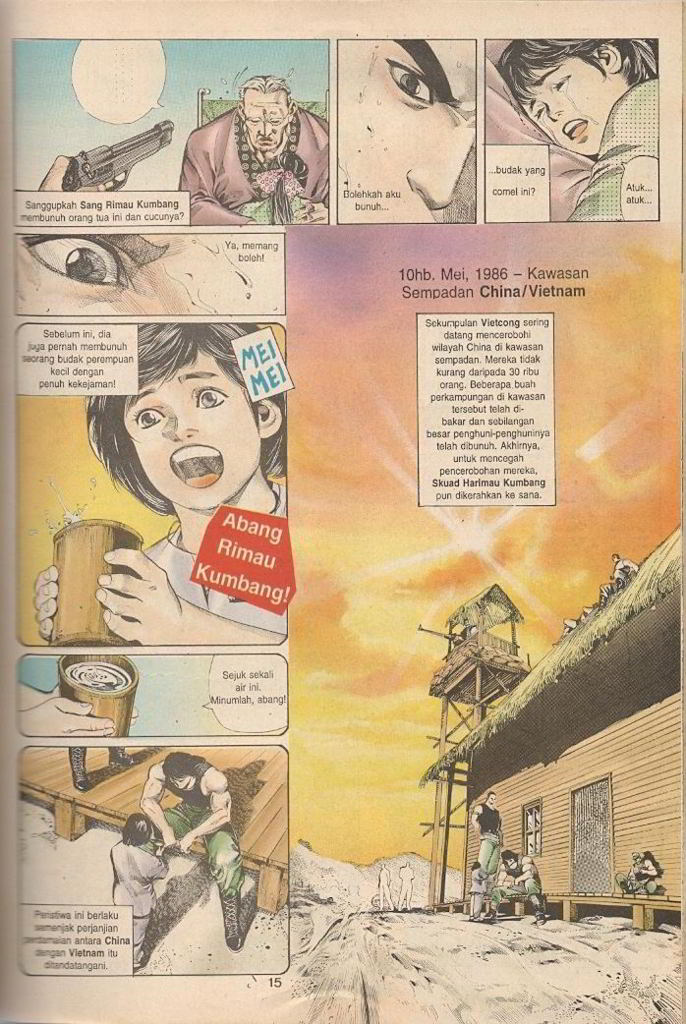 Sanggupkah Sang Rimau Kumbang
membunuh orang tua ini dan cucunya?
Bolehkah aku
bunuh...
...budak yang
comel ini?
Atuk...
atuk...
Ya, memang
boleh!
Sebelum ini, dia
juga pernah membunuh
seorang budak perempuan
kecil dengan
penuh kekejaman!
MEI
MEI
Abang
Rimau
Kumbang!
Sejuk sekali
air ini.
Minumlah, abang!
Peristiwa ini berlaku
semenjak perjanjian
perdamaian antara China
dengan Vietnam itu
ditandatangani.
10hb. Mei, 1986 – Kawasan
Sempadan China/Vietnam
Sekumpulan Vietcong sering
datang mencerobohi
wilayah China di kawasan
sempadan. Mereka tidak
kurang daripada 30 ribu
orang. Beberapa buah
perkampungan di kawasan
tersebut telah di-
bakar dan sebilangan
besar penghuni-penghuninya
telah dibunuh. Akhirnya,
untuk mencegah
pencerobohan mereka,
Skuad Harimau Kumbang
pun dikerahkan ke sana.
15